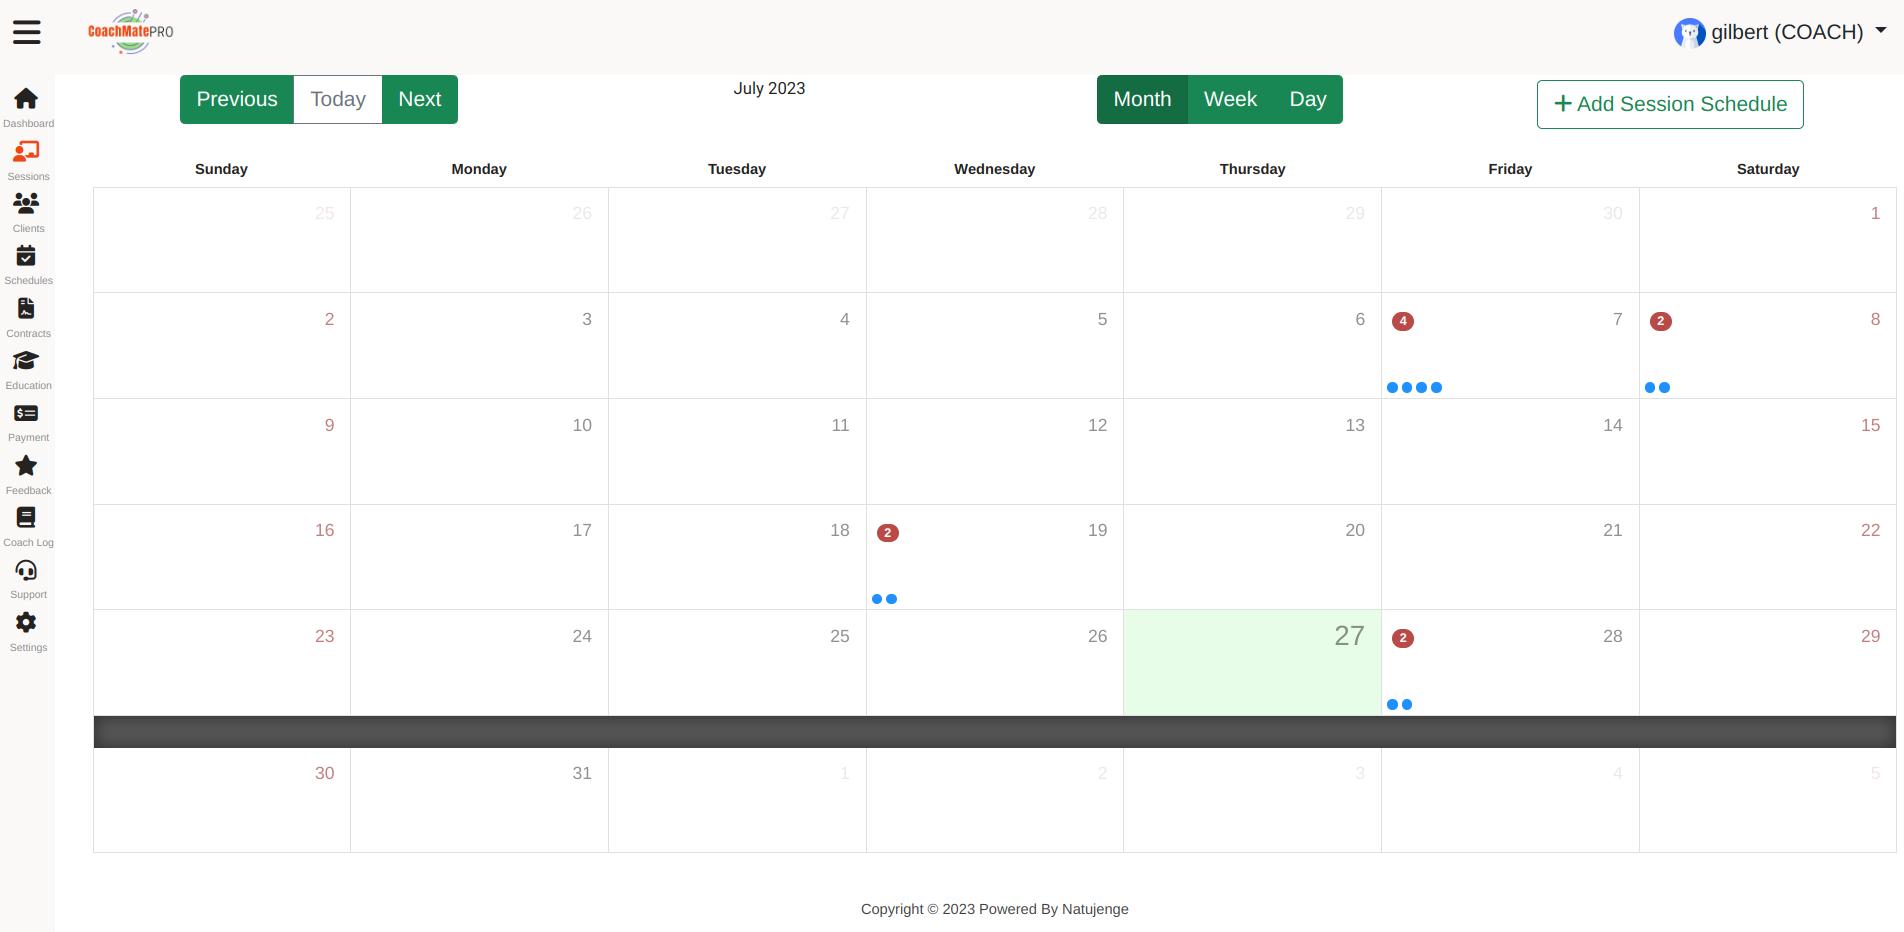 CoachMatePRO
gilbert (COACH)
Previous Today Next
July 2023
Month Week Day
+ Add Session Schedule
Dashboard
Sessions
Clients
Schedules
Contracts
Education
Payment
Feedback
Coach Log
Support
Settings
Sunday Monday Tuesday Wednesday Thursday Friday Saturday
25 26 27 28 29 30 1
2 3 4 5 6 4 7 2 8
9 10 11 12 13 14 15
16 17 18 2 19 20 21 22
23 24 25 26 27 2 28 29
30 31 1 2 3 4 5
Copyright © 2023 Powered By Natujenge